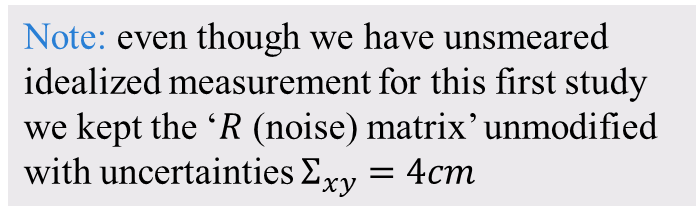 Note: even though we have unsmeared
idealized measurement for this first study
we kept the ‘R (noise) matrix’ unmodified
with uncertainties Σxy = 4cm